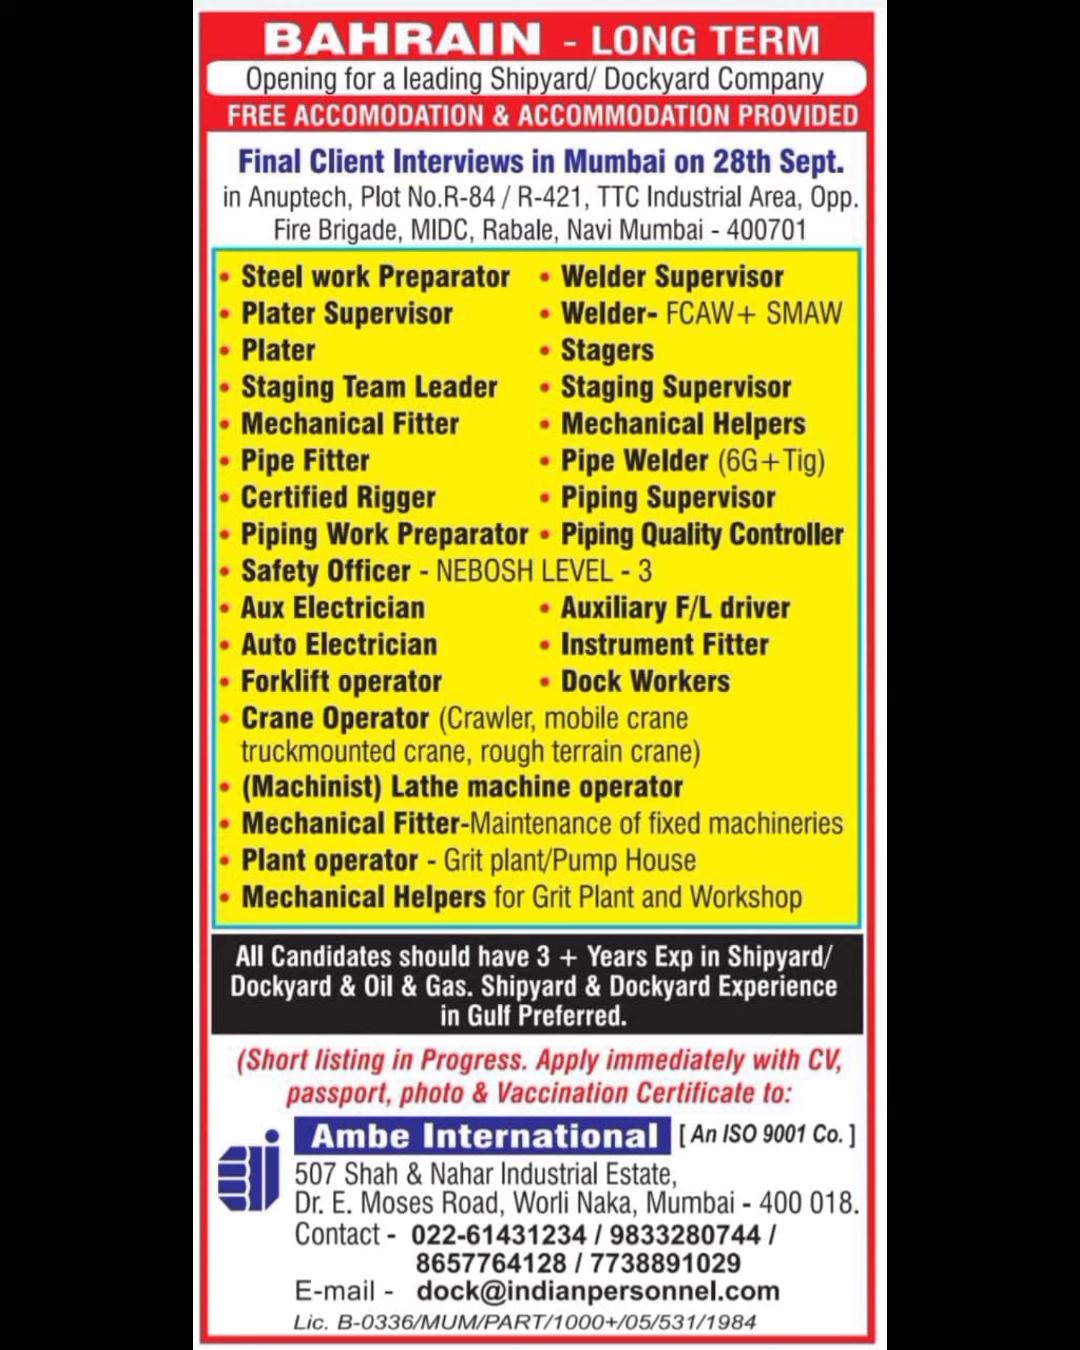 BAHRAIN - LONG TERM
Opening for a leading Shipyard/ Dockyard Company
FREE ACCOMODATION & ACCOMMODATION PROVIDED
Final Client Interviews in Mumbai on 28th Sept.
in Anuptech, Plot No.R-84 / R-421, TTC Industrial Area, Opp.
Fire Brigade, MIDC, Rabale, Navi Mumbai - 400701
• Steel work Preparator • Welder Supervisor
• Plater Supervisor • Welder- FCAW+ SMAW
• Plater • Stagers
• Staging Team Leader • Staging Supervisor
• Mechanical Fitter • Mechanical Helpers
• Pipe Fitter • Pipe Welder (6G+Tig)
• Certified Rigger • Piping Supervisor
• Piping Work Preparator • Piping Quality Controller
• Safety Officer - NEBOSH LEVEL - 3
• Aux Electrician • Auxiliary F/L driver
• Auto Electrician • Instrument Fitter
• Forklift operator • Dock Workers
• Crane Operator (Crawler, mobile crane
truckmounted crane, rough terrain crane)
• (Machinist) Lathe machine operator
• Mechanical Fitter-Maintenance of fixed machineries
• Plant operator - Grit plant/Pump House
• Mechanical Helpers for Grit Plant and Workshop
All Candidates should have 3 + Years Exp in Shipyard/
Dockyard & Oil & Gas. Shipyard & Dockyard Experience
in Gulf Preferred.
(Short listing in Progress. Apply immediately with CV,
passport, photo & Vaccination Certificate to:
Ambe International [ An ISO 9001 Co. ]
507 Shah & Nahar Industrial Estate,
Dr. E. Moses Road, Worli Naka, Mumbai - 400 018.
Contact - 022-61431234 / 9833280744 /
8657764128 / 7738891029
E-mail - dock@indianpersonnel.com
Lic. B-0336/MUM/PART/1000+/05/531/1984